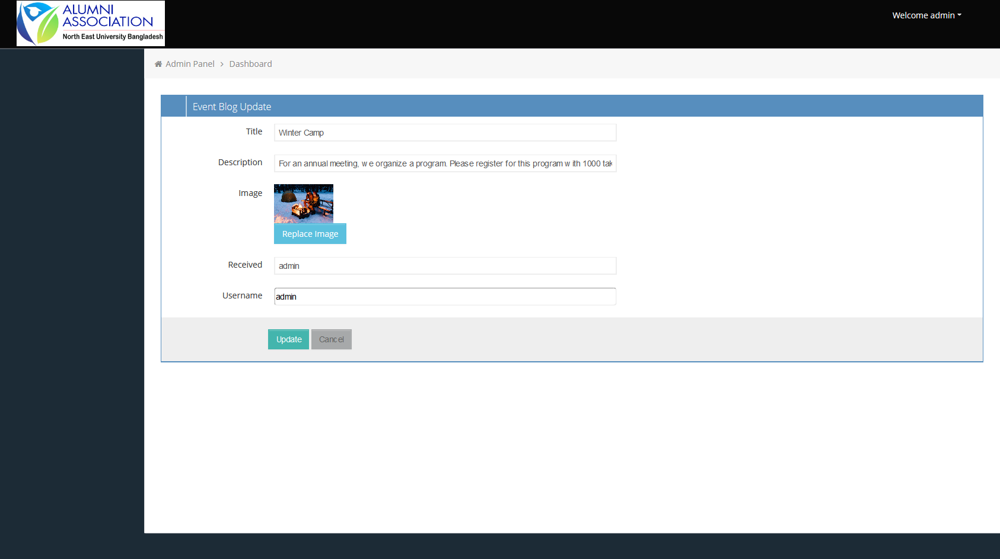 ALUMNI
ASSOCIATION
North East University Bangladesh
Welcome admin
Admin Panel > Dashboard
Event Blog Update
Title
Winter Camp
Description
For an annual meeting, we organize a program. Please register for this program with 1000 tak
Image
Replace Image
Received
admin
Username
admin
Update
Cancel